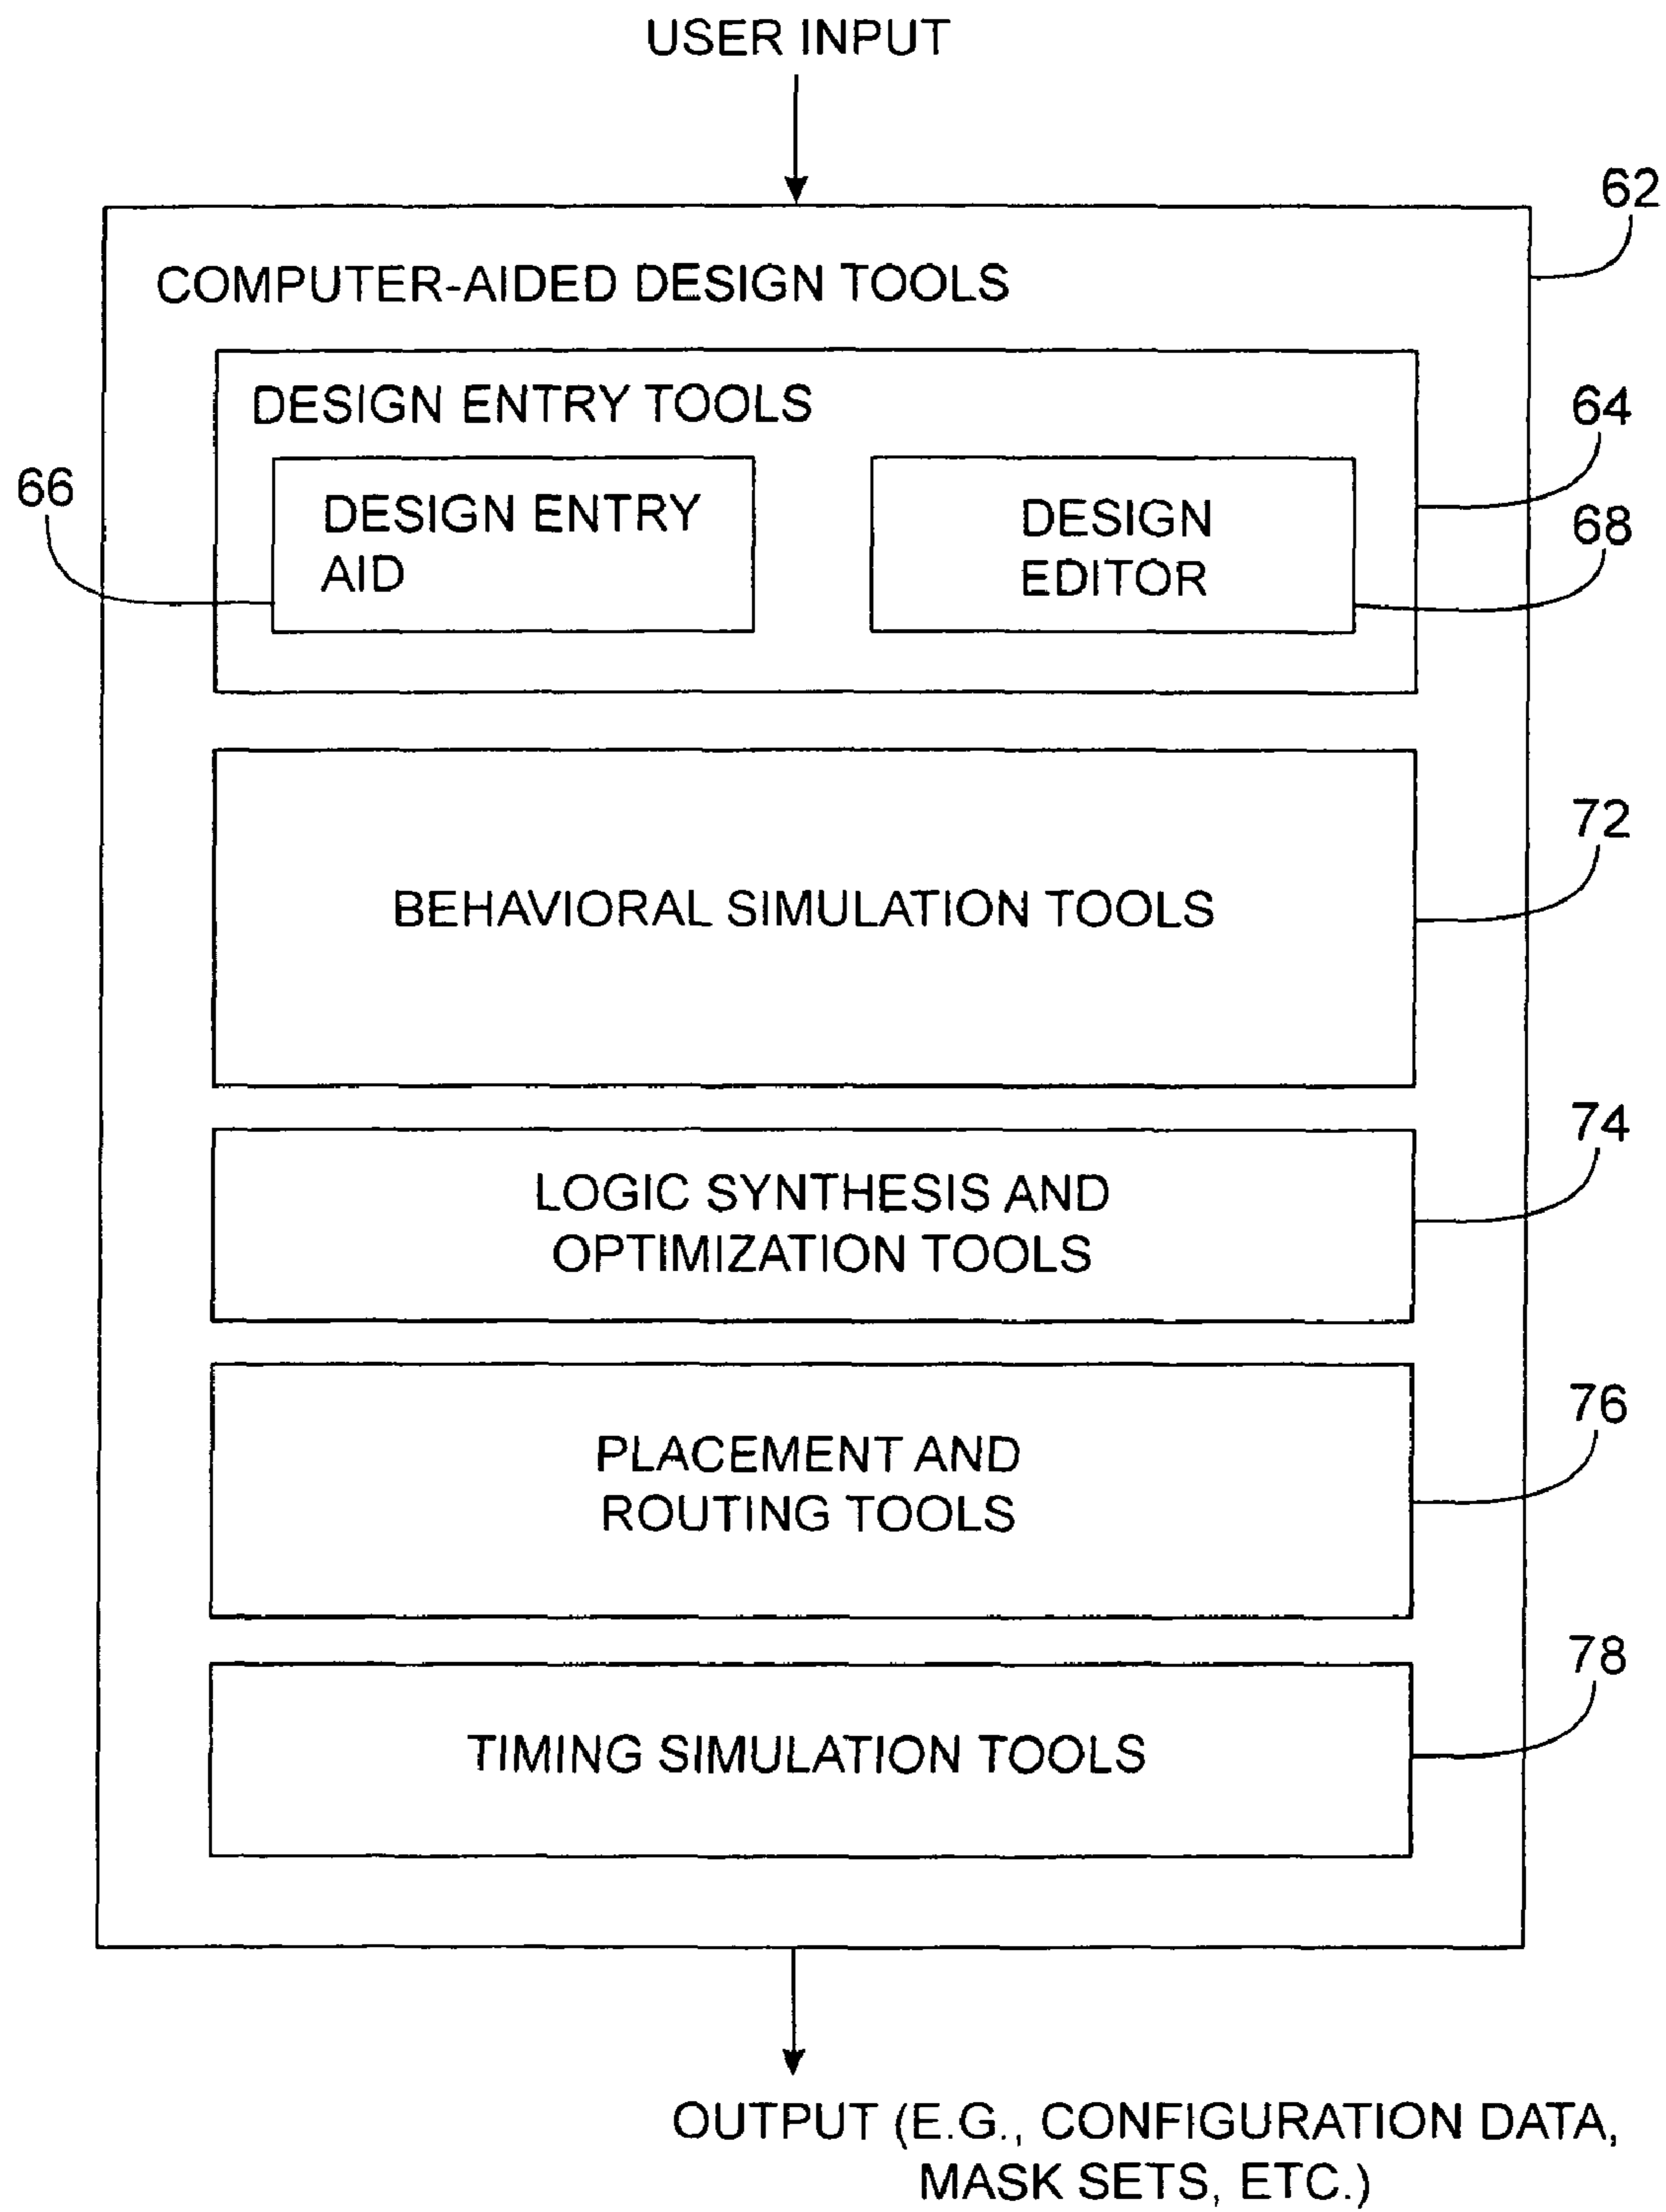 USER INPUT
62
COMPUTER-AIDED DESIGN TOOLS
DESIGN ENTRY TOOLS
64
66
DESIGN ENTRY
AID
DESIGN
EDITOR
68
72
BEHAVIORAL SIMULATION TOOLS
74
LOGIC SYNTHESIS AND
OPTIMIZATION TOOLS
76
PLACEMENT AND
ROUTING TOOLS
78
TIMING SIMULATION TOOLS
OUTPUT (E.G., CONFIGURATION DATA,
MASK SETS, ETC.)